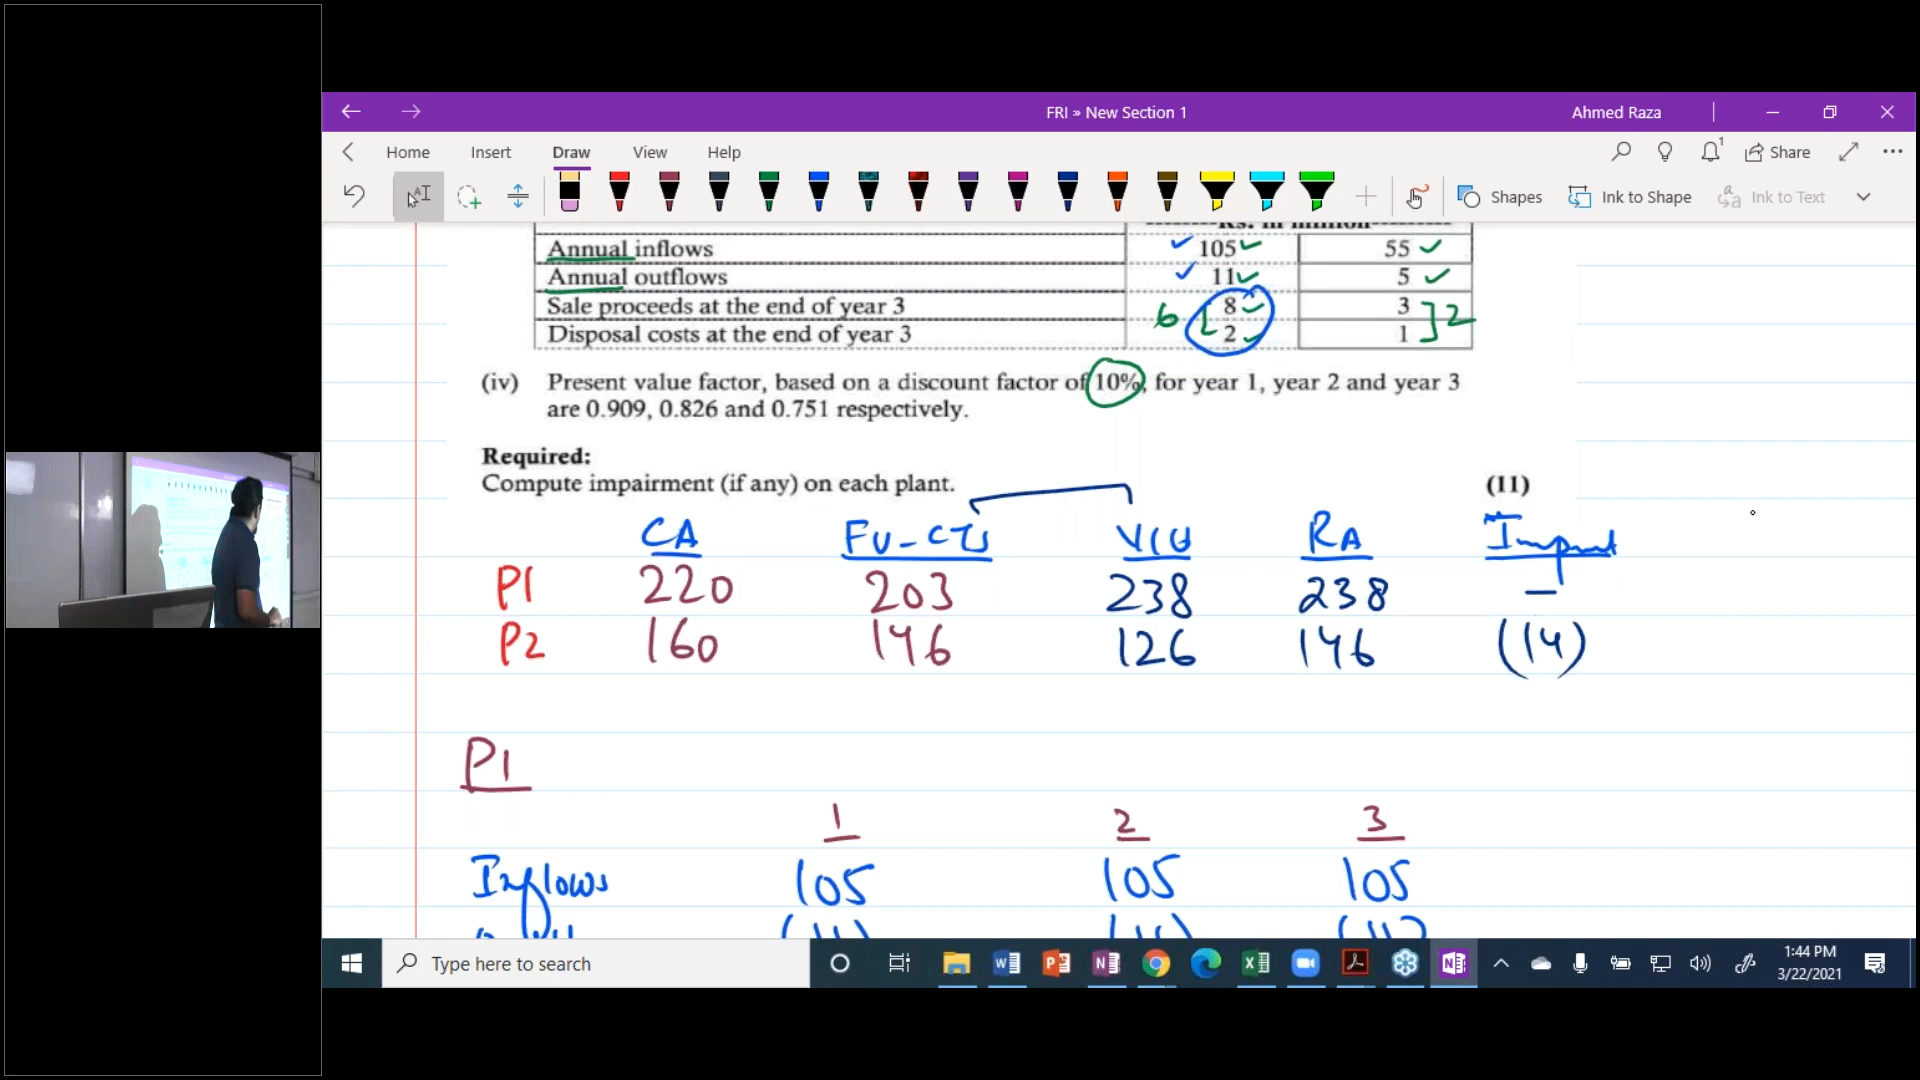 FRI » New Section 1
Ahmed Raza
Home Insert Draw View Help
Share
Shapes Ink to Shape Ink to Text
Rs. in million
Annual inflows 105 55
Annual outflows 11 5
Sale proceeds at the end of year 3 8 3
6 2
Disposal costs at the end of year 3 2 1
(iv) Present value factor, based on a discount factor of 10%, for year 1, year 2 and year 3
are 0.909, 0.826 and 0.751 respectively.
Required:
Compute impairment (if any) on each plant. (11)
CA FV-CTS VIU RA
P1 220 203 238 238 –
P2 160 146 126 146 (14)
P1
1 2 3
Inflows 105 105 105
(11) (11) (11)
Type here to search
1:44 PM
3/22/2021